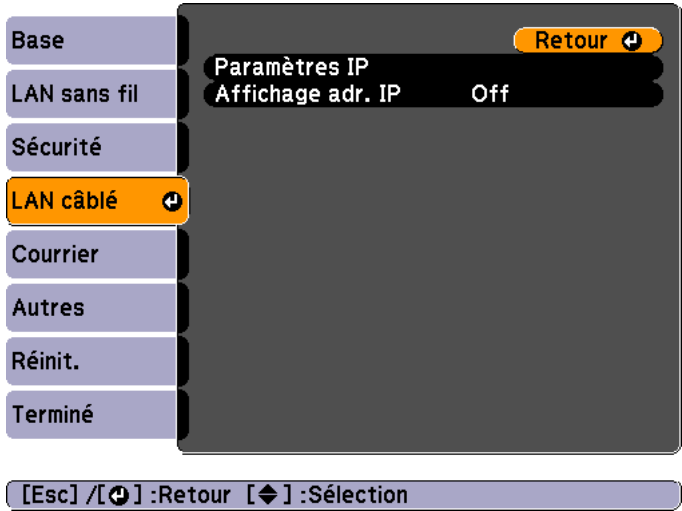 Base
LAN sans fil
Sécurité
LAN câblé
Courrier
Autres
Réinit.
Terminé
Retour
Paramètres IP
Affichage adr. IP Off
[Esc] /[ ] :Retour [ ] :Sélection